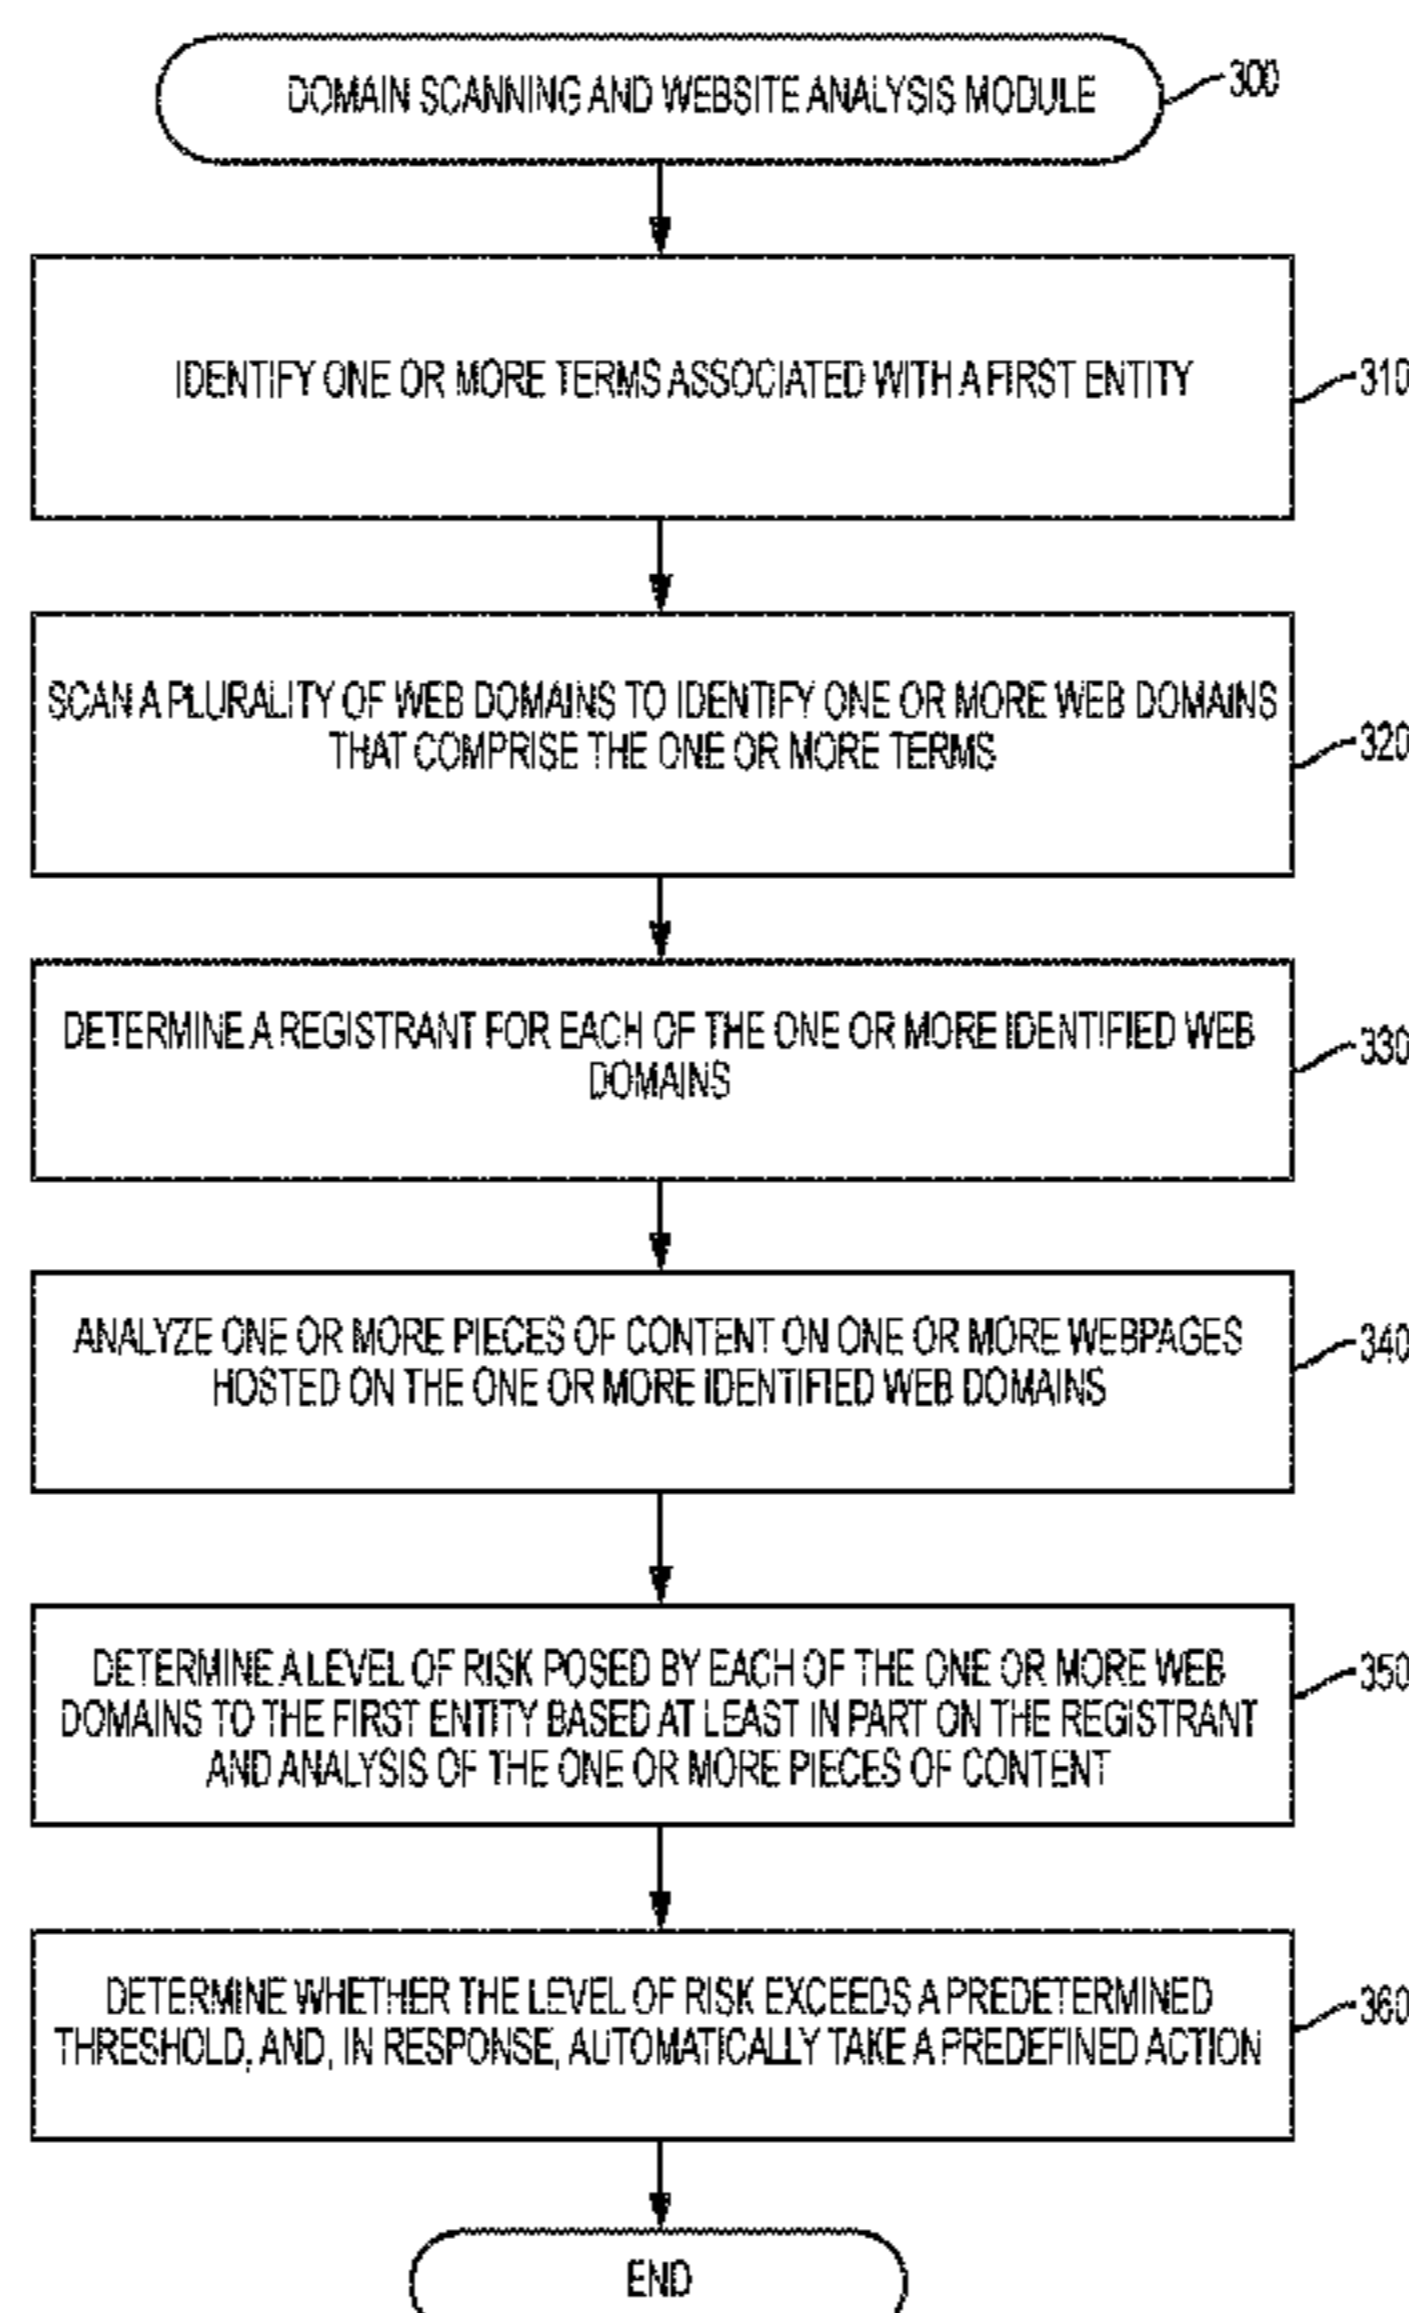 DOMAIN SCANNING AND WEBSITE ANALYSIS MODULE
300
IDENTIFY ONE OR MORE TERMS ASSOCIATED WITH A FIRST ENTITY
310
SCAN A PLURALITY OF WEB DOMAINS TO IDENTIFY ONE OR MORE WEB DOMAINS
THAT COMPRISE THE ONE OR MORE TERMS
320
DETERMINE A REGISTRANT FOR EACH OF THE ONE OR MORE IDENTIFIED WEB
DOMAINS
330
ANALYZE ONE OR MORE PIECES OF CONTENT ON ONE OR MORE WEBPAGES
HOSTED ON THE ONE OR MORE IDENTIFIED WEB DOMAINS
340
DETERMINE A LEVEL OF RISK POSED BY EACH OF THE ONE OR MORE WEB
DOMAINS TO THE FIRST ENTITY BASED AT LEAST IN PART ON THE REGISTRANT
AND ANALYSIS OF THE ONE OR MORE PIECES OF CONTENT
350
DETERMINE WHETHER THE LEVEL OF RISK EXCEEDS A PREDETERMINED
THRESHOLD, AND, IN RESPONSE, AUTOMATICALLY TAKE A PREDEFINED ACTION
360
END